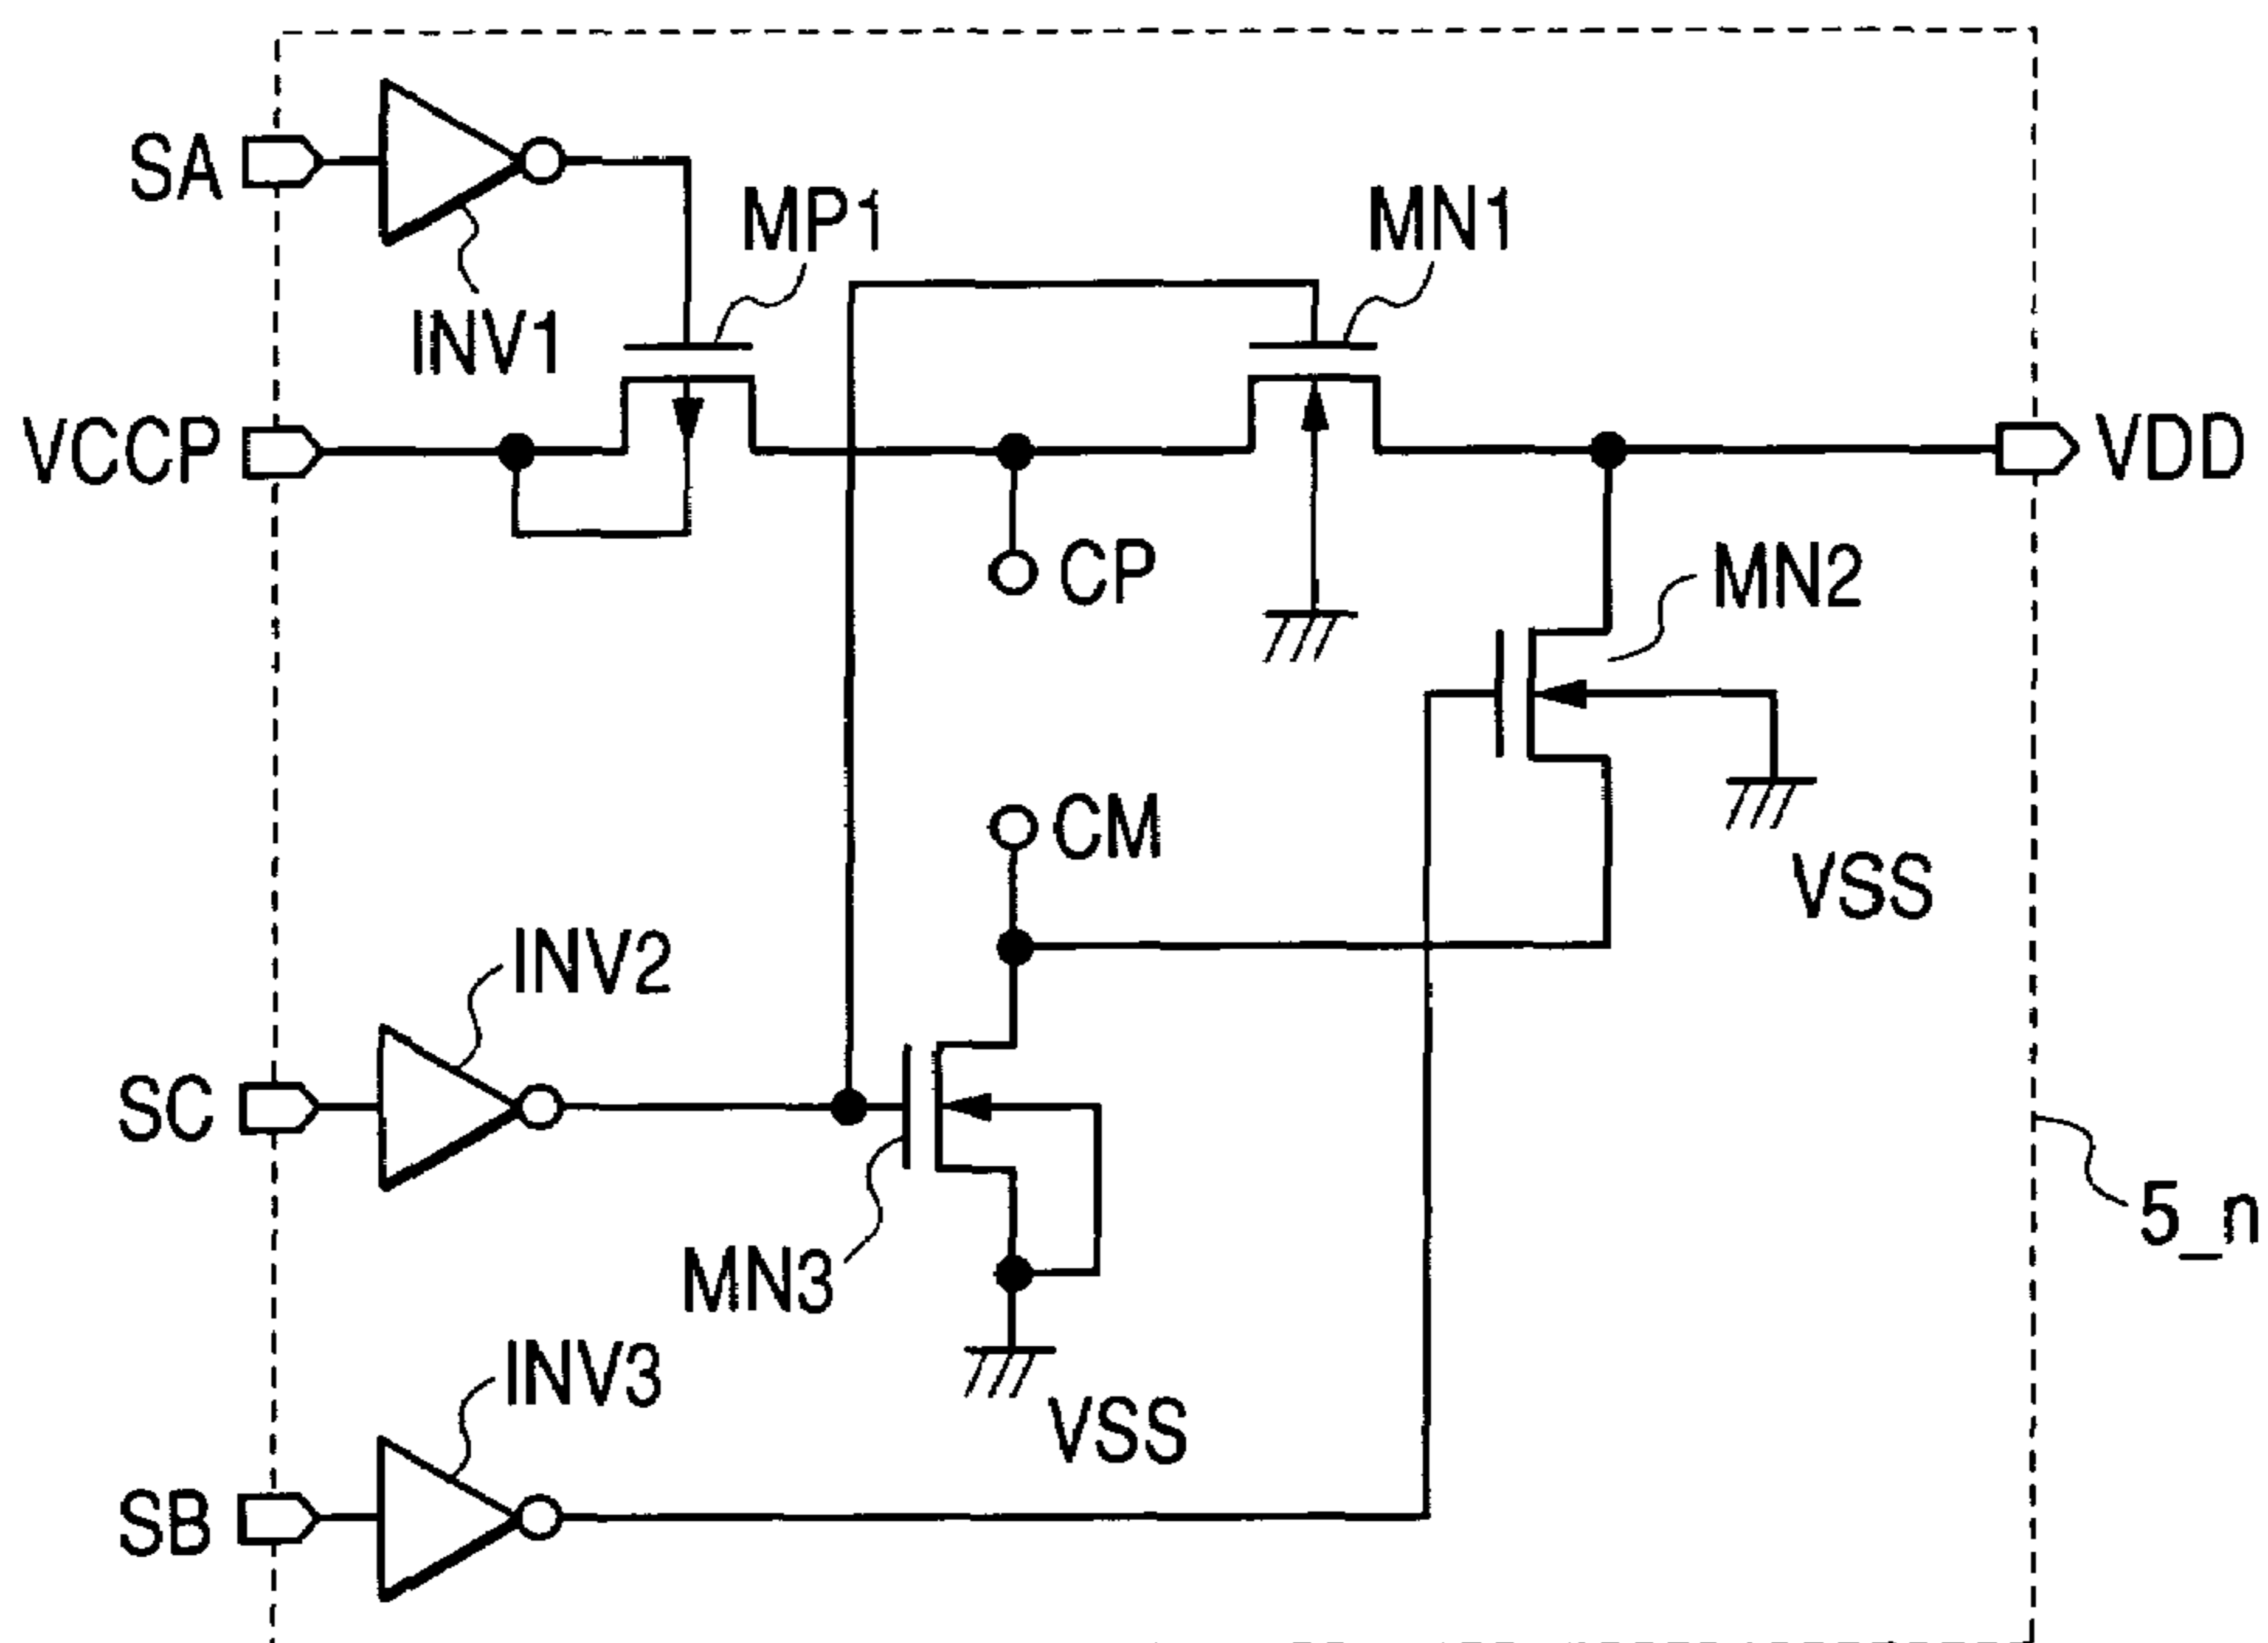 SA
MP1
MN1
INV1
VCCP
VDD
CP
MN2
CM
VSS
INV2
SC
5_n
MN3
INV3
VSS
SB